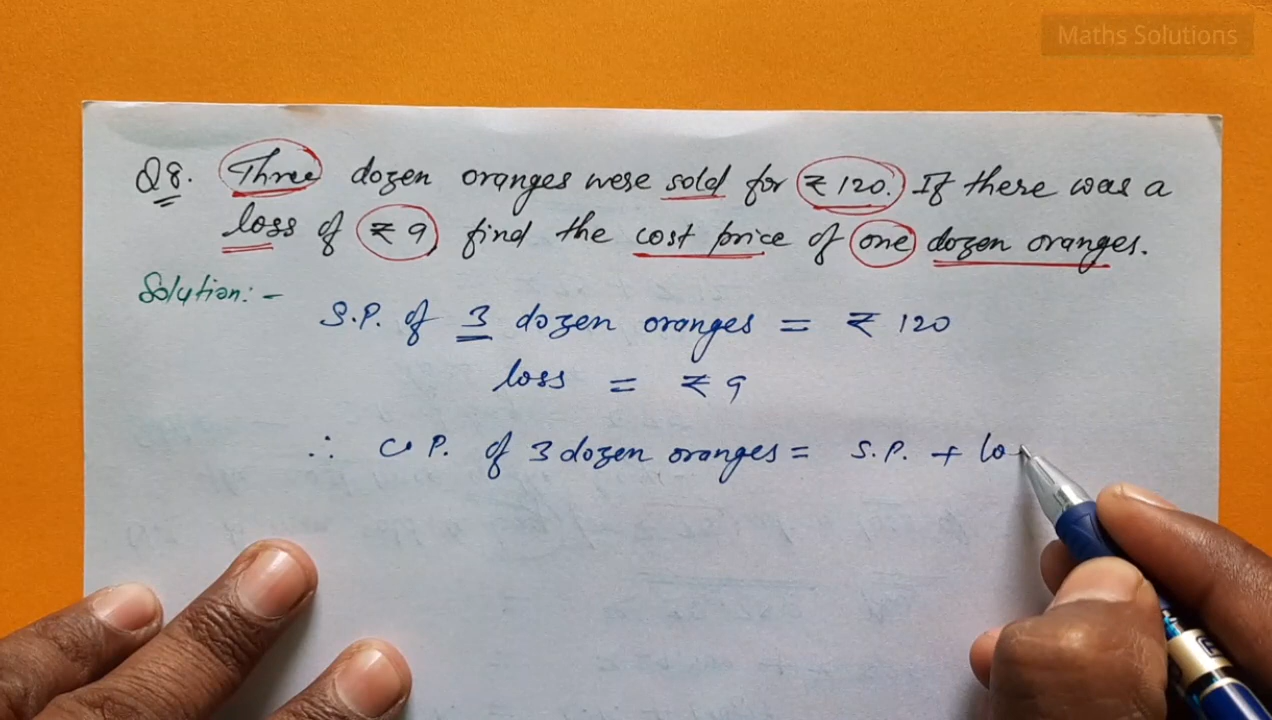 Maths Solutions
Q8. Three dozen oranges were sold for ₹ 120. If there was a
loss of ₹ 9 find the cost price of one dozen oranges.
Solution:-
S.P. of 3 dozen oranges = ₹ 120
loss = ₹ 9
∴ C.P. of 3 dozen oranges = S.P. + lo